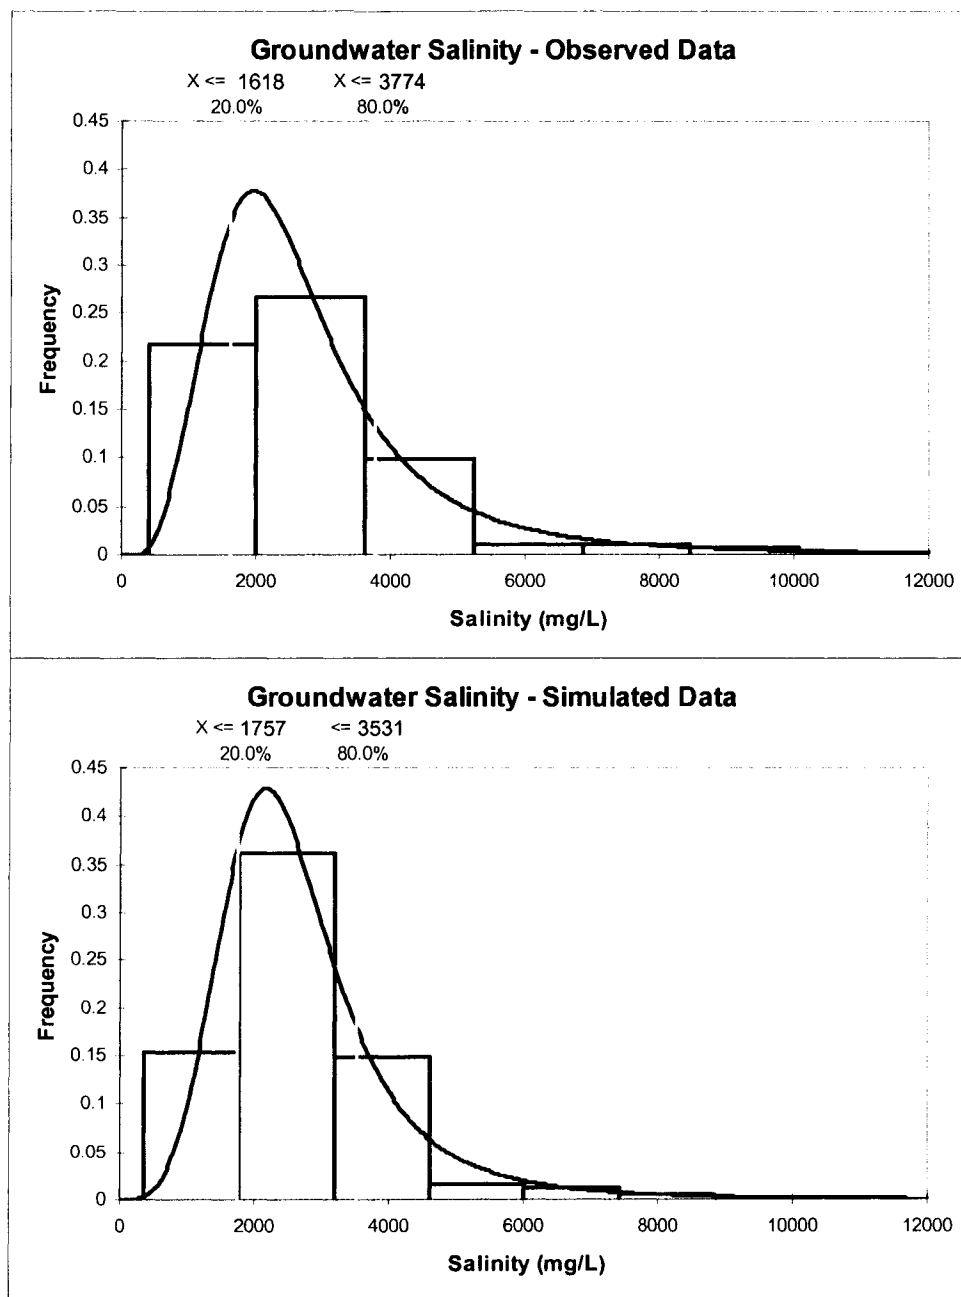 Groundwater Salinity - Observed Data
X <= 1618 X <= 3774
20.0% 80.0%
0.45
0.4
0.35
0.3
0.25
0.2
0.15
0.1
0.05
0
Frequency
0 2000 4000 6000 8000 10000 12000
Salinity (mg/L)
Groundwater Salinity - Simulated Data
X <= 1757 <= 3531
20.0% 80.0%
0.45
0.4
0.35
0.3
0.25
0.2
0.15
0.1
0.05
0
Frequency
0 2000 4000 6000 8000 10000 12000
Salinity (mg/L)